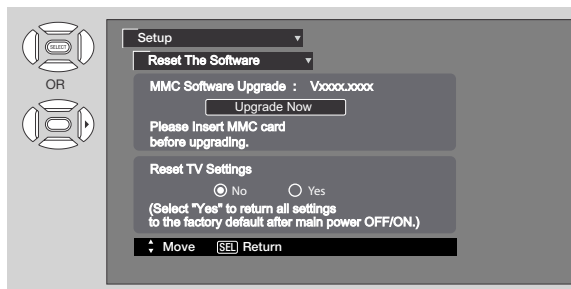 SELECT
OR
Setup
Reset The Software
MMC Software Upgrade : Vxxxx.xxxx
Upgrade Now
Please Insert MMC card
before upgrading.
Reset TV Settings
No Yes
(Select "Yes" to return all settings
to the factory default after main power OFF/ON.)
Move SEL Return